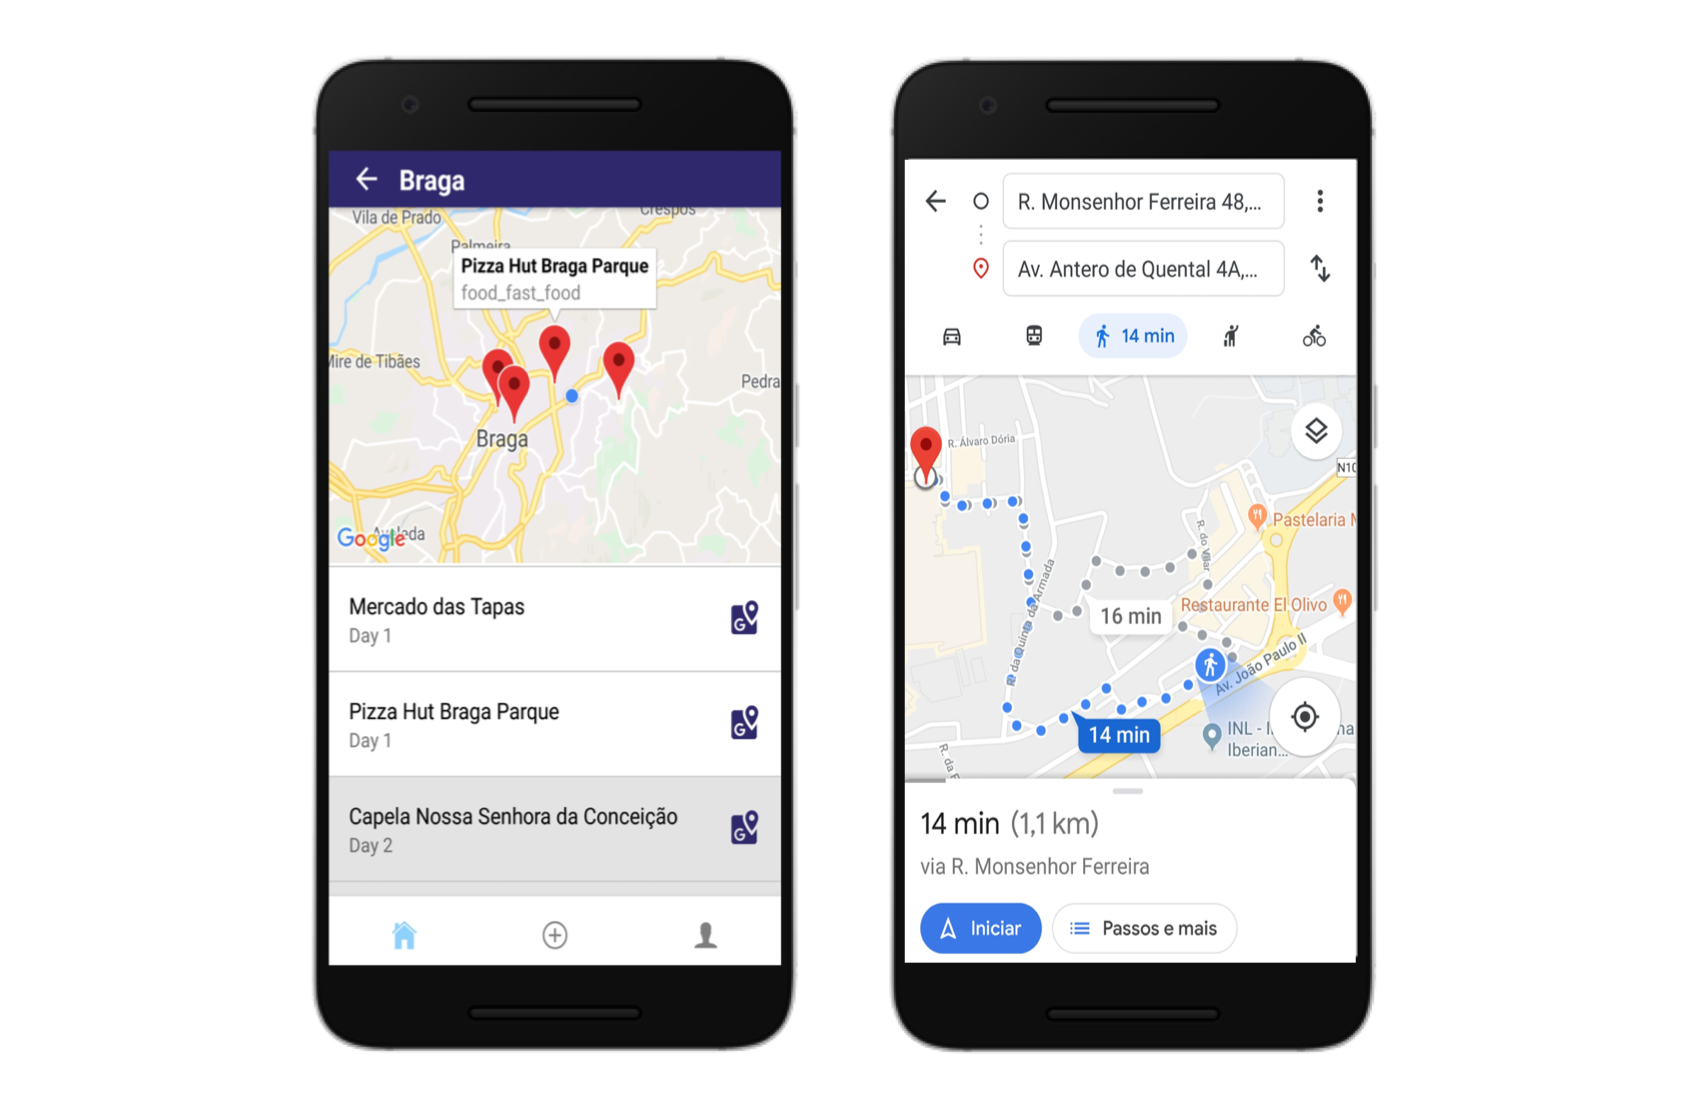 Braga
Vila de Prado
Crespos
Palmeira
Pizza Hut Braga Parque
food_fast_food
Mire de Tibães
Pedra
Braga
Google
Mercado das Tapas
Day 1
Pizza Hut Braga Parque
Day 1
Capela Nossa Senhora da Conceição
Day 2
R. Monsenhor Ferreira 48,...
Av. Antero de Quental 4A,...
14 min
R. Álvaro Dória
N10
Pastelaria
R. do Vilar
R. da Quinta da Armada
16 min
Restaurante El Olivo
Av. João Paulo II
14 min
INL -
Iberian...
R. da
14 min (1,1 km)
via R. Monsenhor Ferreira
Iniciar
Passos e mais